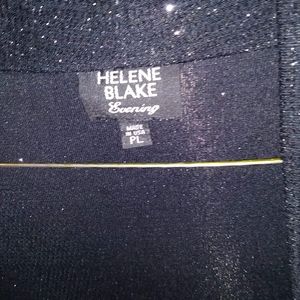 HELENE
BLAKE
Evening
MADE
IN USA
PL